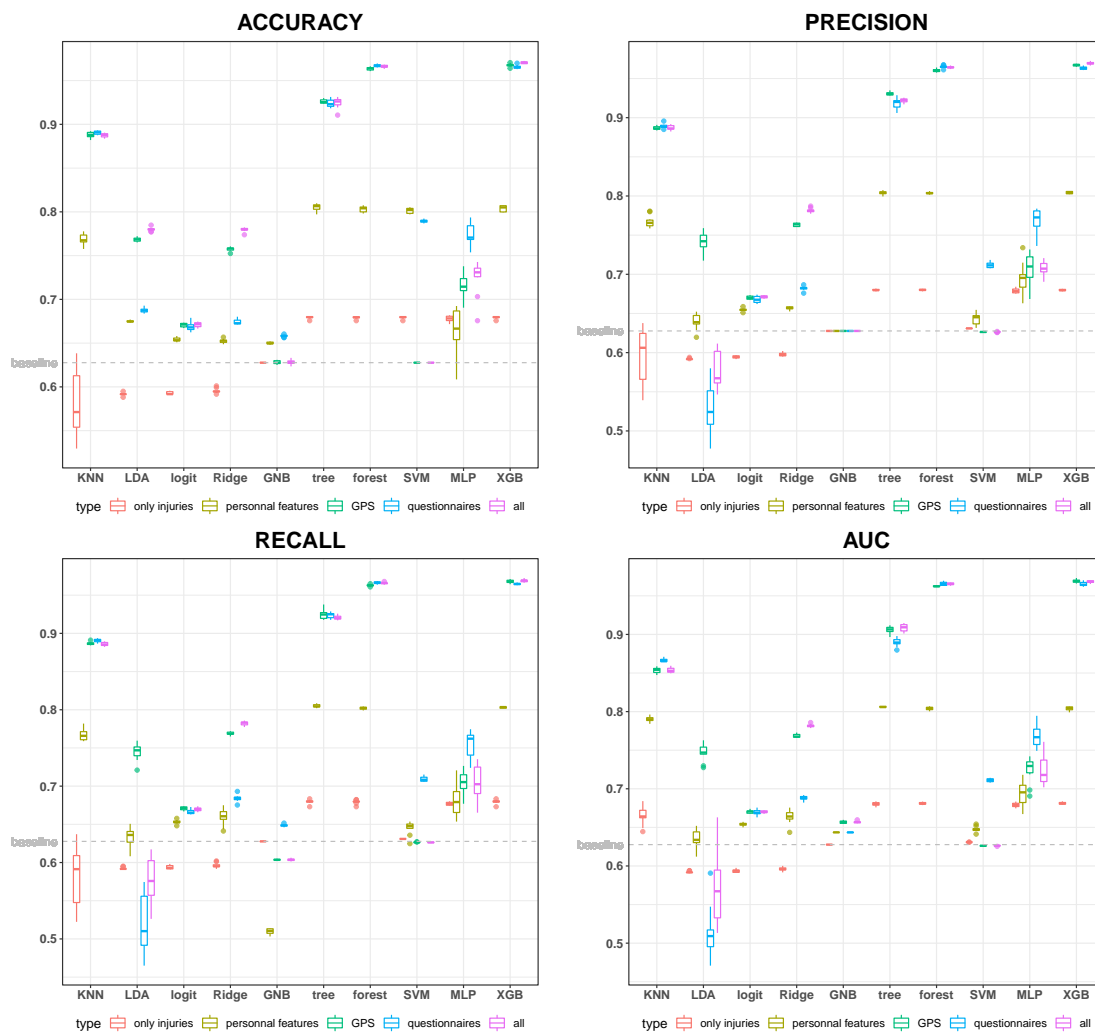 ACCURACY
0.9
0.8
0.7
baseline
0.6
KNN LDA logit Ridge GNB tree forest SVM MLP XGB
type only injuries personnal features GPS questionnaires all
PRECISION
0.9
0.8
0.7
baseline
0.6
0.5
KNN LDA logit Ridge GNB tree forest SVM MLP XGB
type only injuries personnal features GPS questionnaires all
RECALL
0.9
0.8
0.7
baseline
0.6
0.5
KNN LDA logit Ridge GNB tree forest SVM MLP XGB
type only injuries personnal features GPS questionnaires all
AUC
0.9
0.8
0.7
baseline
0.6
0.5
KNN LDA logit Ridge GNB tree forest SVM MLP XGB
type only injuries personnal features GPS questionnaires all